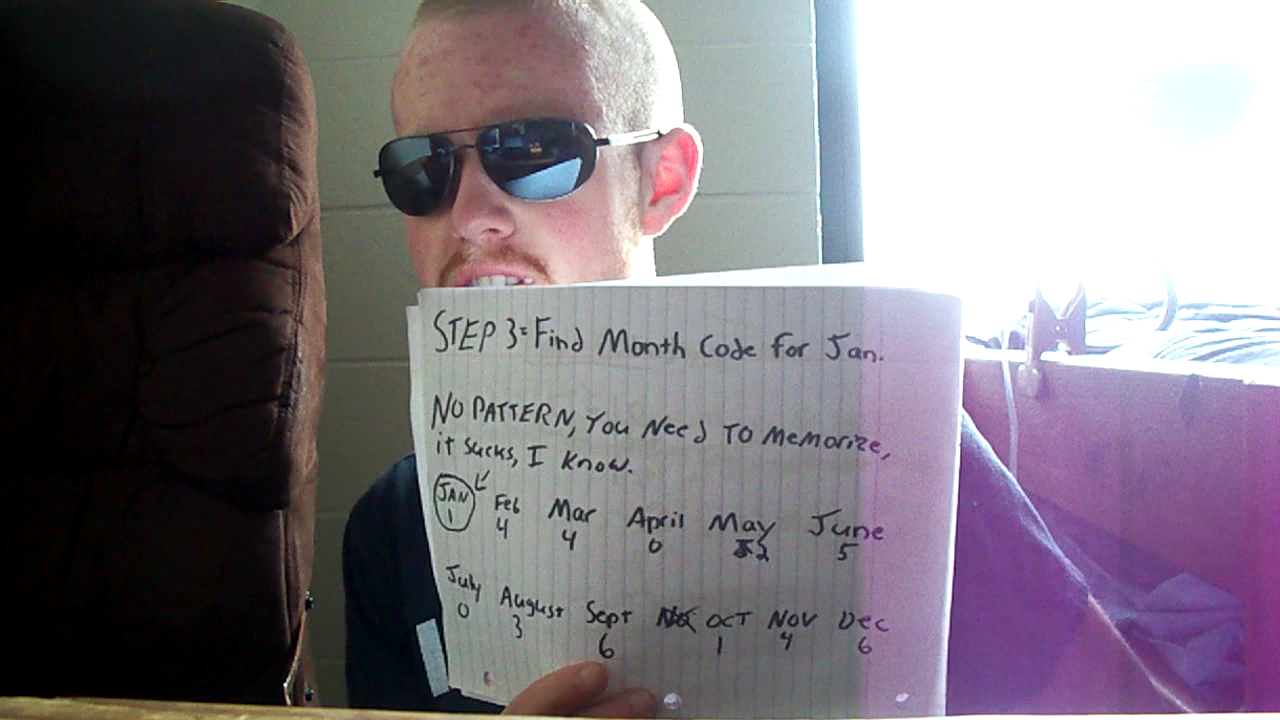 STEP 3: Find Month Code for Jan.
NO PATTERN, You Need TO Memorize,
it sucks, I know.
JAN Feb Mar April May June
1 4 4 0 2 5
July August Sept OCT NOV Dec
0 3 6 1 4 6